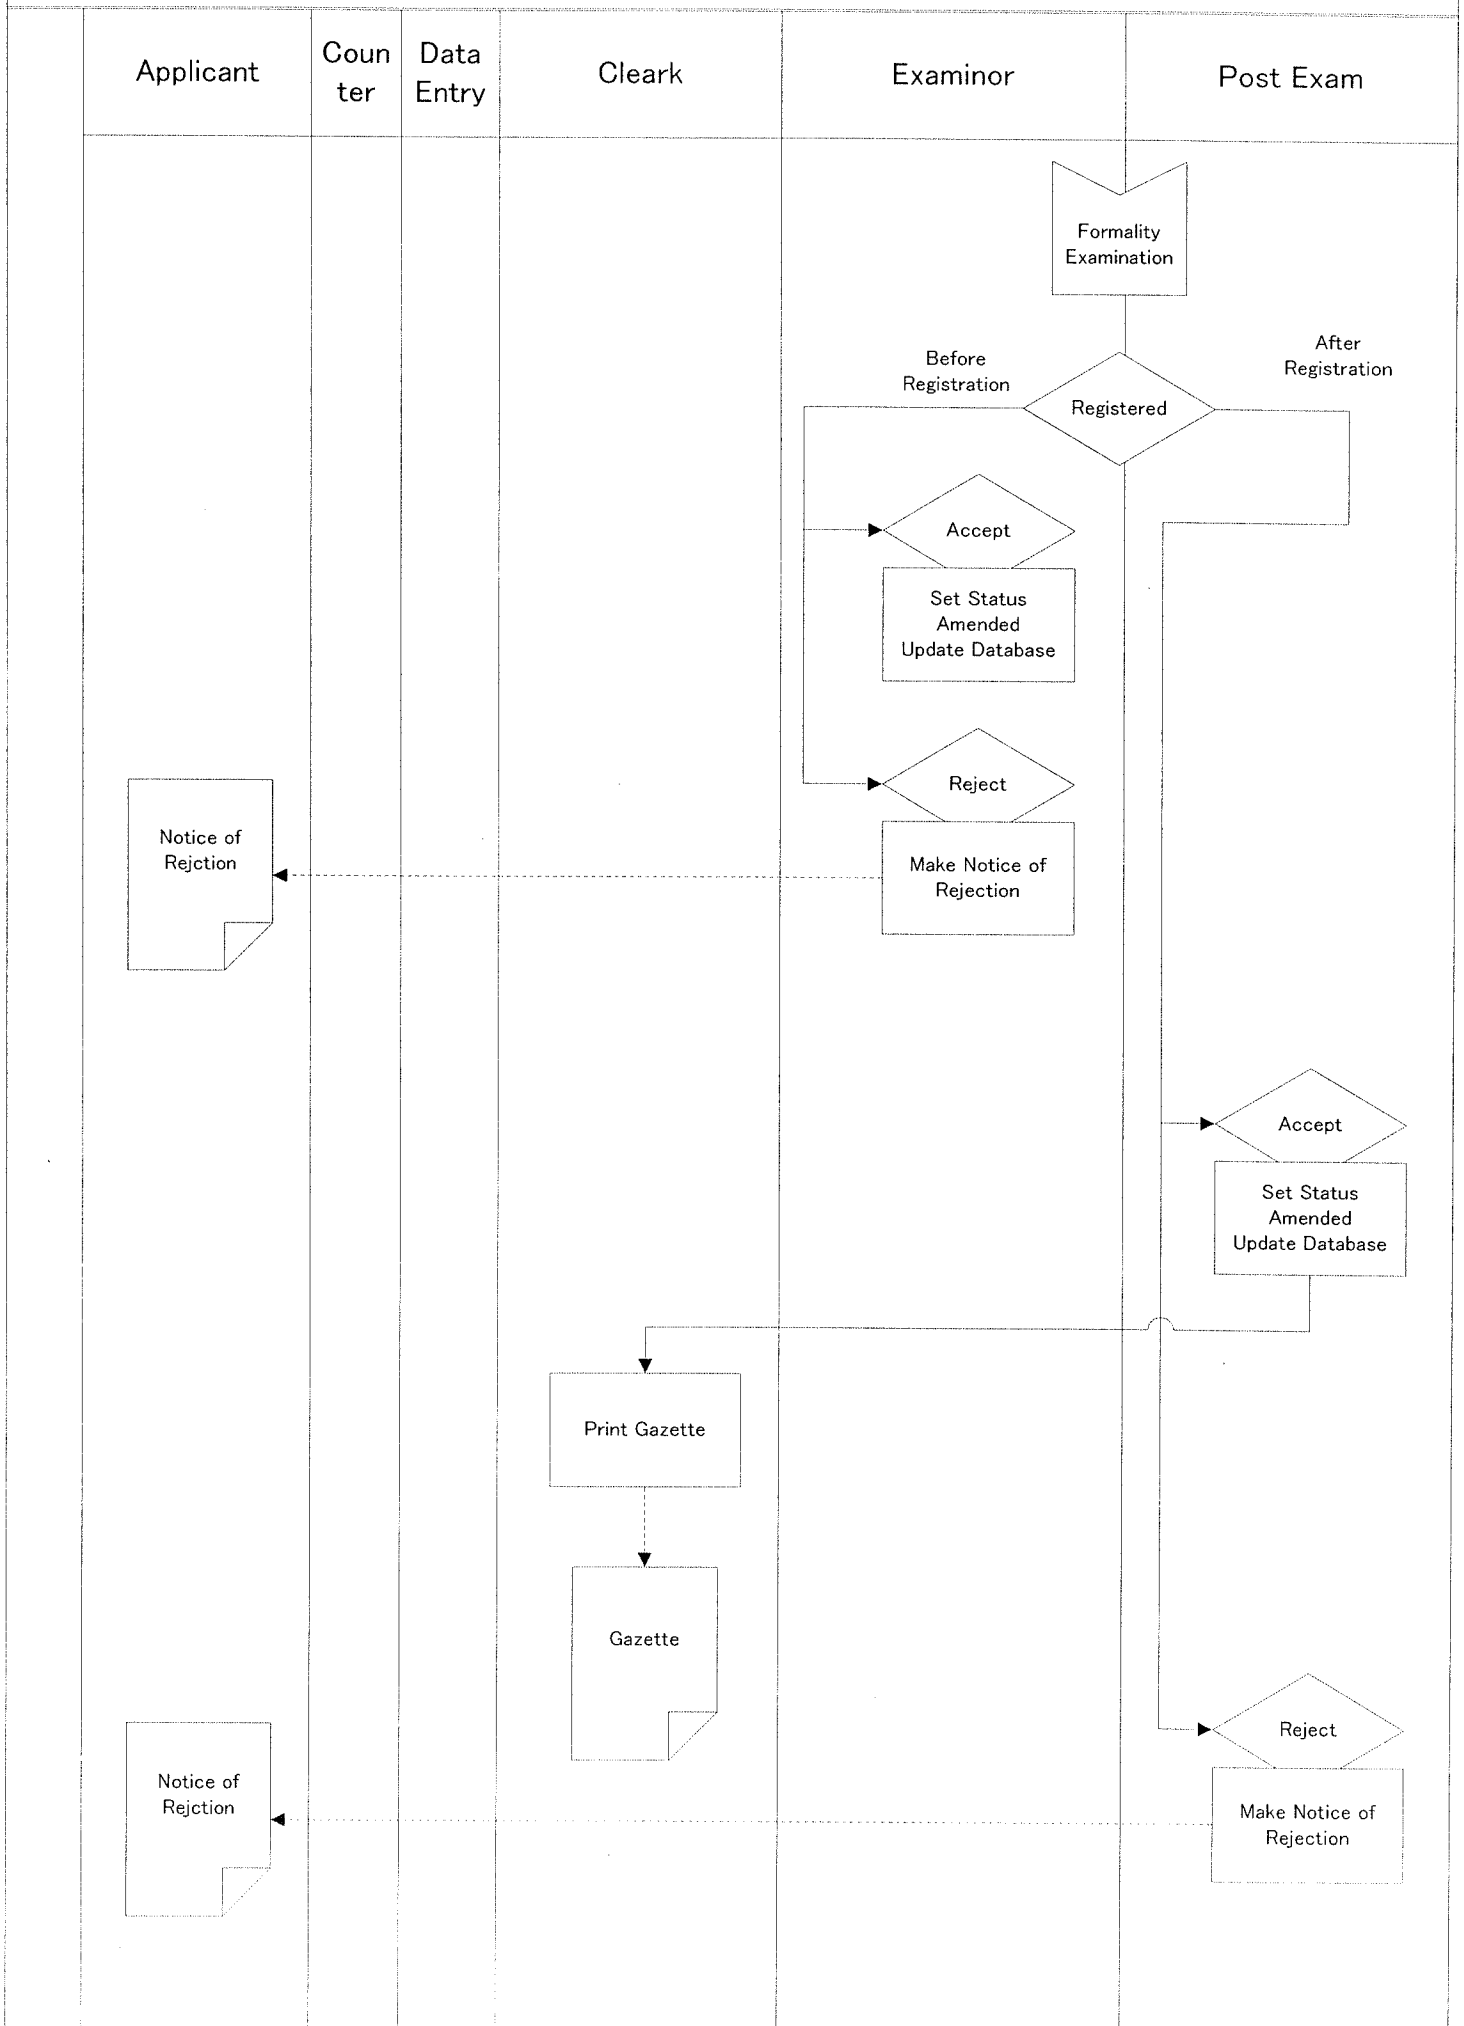 Applicant
Coun
ter
Data
Entry
Cleark
Examinor
Post Exam
Formality
Examination
Before
Registration
After
Registration
Registered
Accept
Set Status
Amended
Update Database
Reject
Notice of
Rejction
Make Notice of
Rejection
Accept
Set Status
Amended
Update Database
Print Gazette
Gazette
Reject
Notice of
Rejction
Make Notice of
Rejection